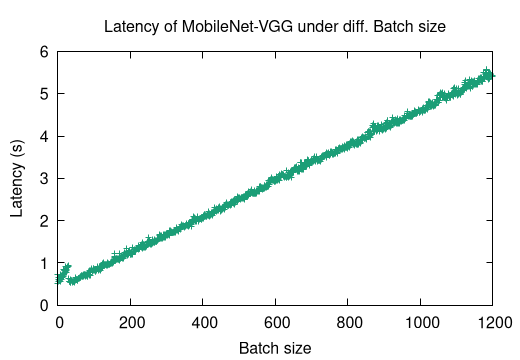 Latency of MobileNet-VGG under diff. Batch size
6
5
4
3
2
1
0
Latency (s)
0 200 400 600 800 1000 1200
Batch size